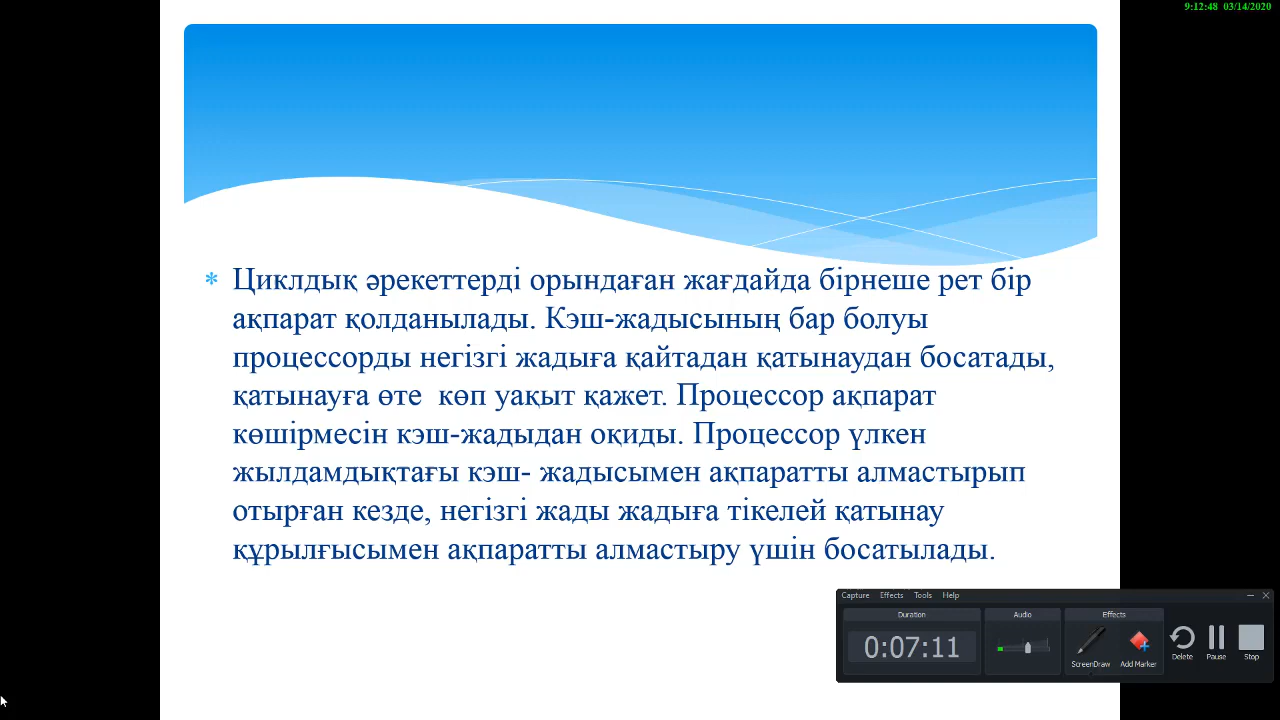 9:12:48 03/14/2020
* Циклдық әрекеттерді орындаған жағдайда бірнеше рет бір
ақпарат қолданылады. Кэш-жадысының бар болуы
процессорды негізгі жадыға қайтадан қатынаудан босатады,
қатынауға өте  көп уақыт қажет. Процессор ақпарат
көшірмесін кэш-жадыдан оқиды. Процессор үлкен
жылдамдықтағы кэш- жадысымен ақпаратты алмастырып
отырған кезде, негізгі жады жадыға тікелей қатынау
құрылғысымен ақпаратты алмастыру үшін босатылады.
Capture Effects Tools Help
Duration Audio Effects
0:07:11
ScreenDraw Add Marker Delete Pause Stop